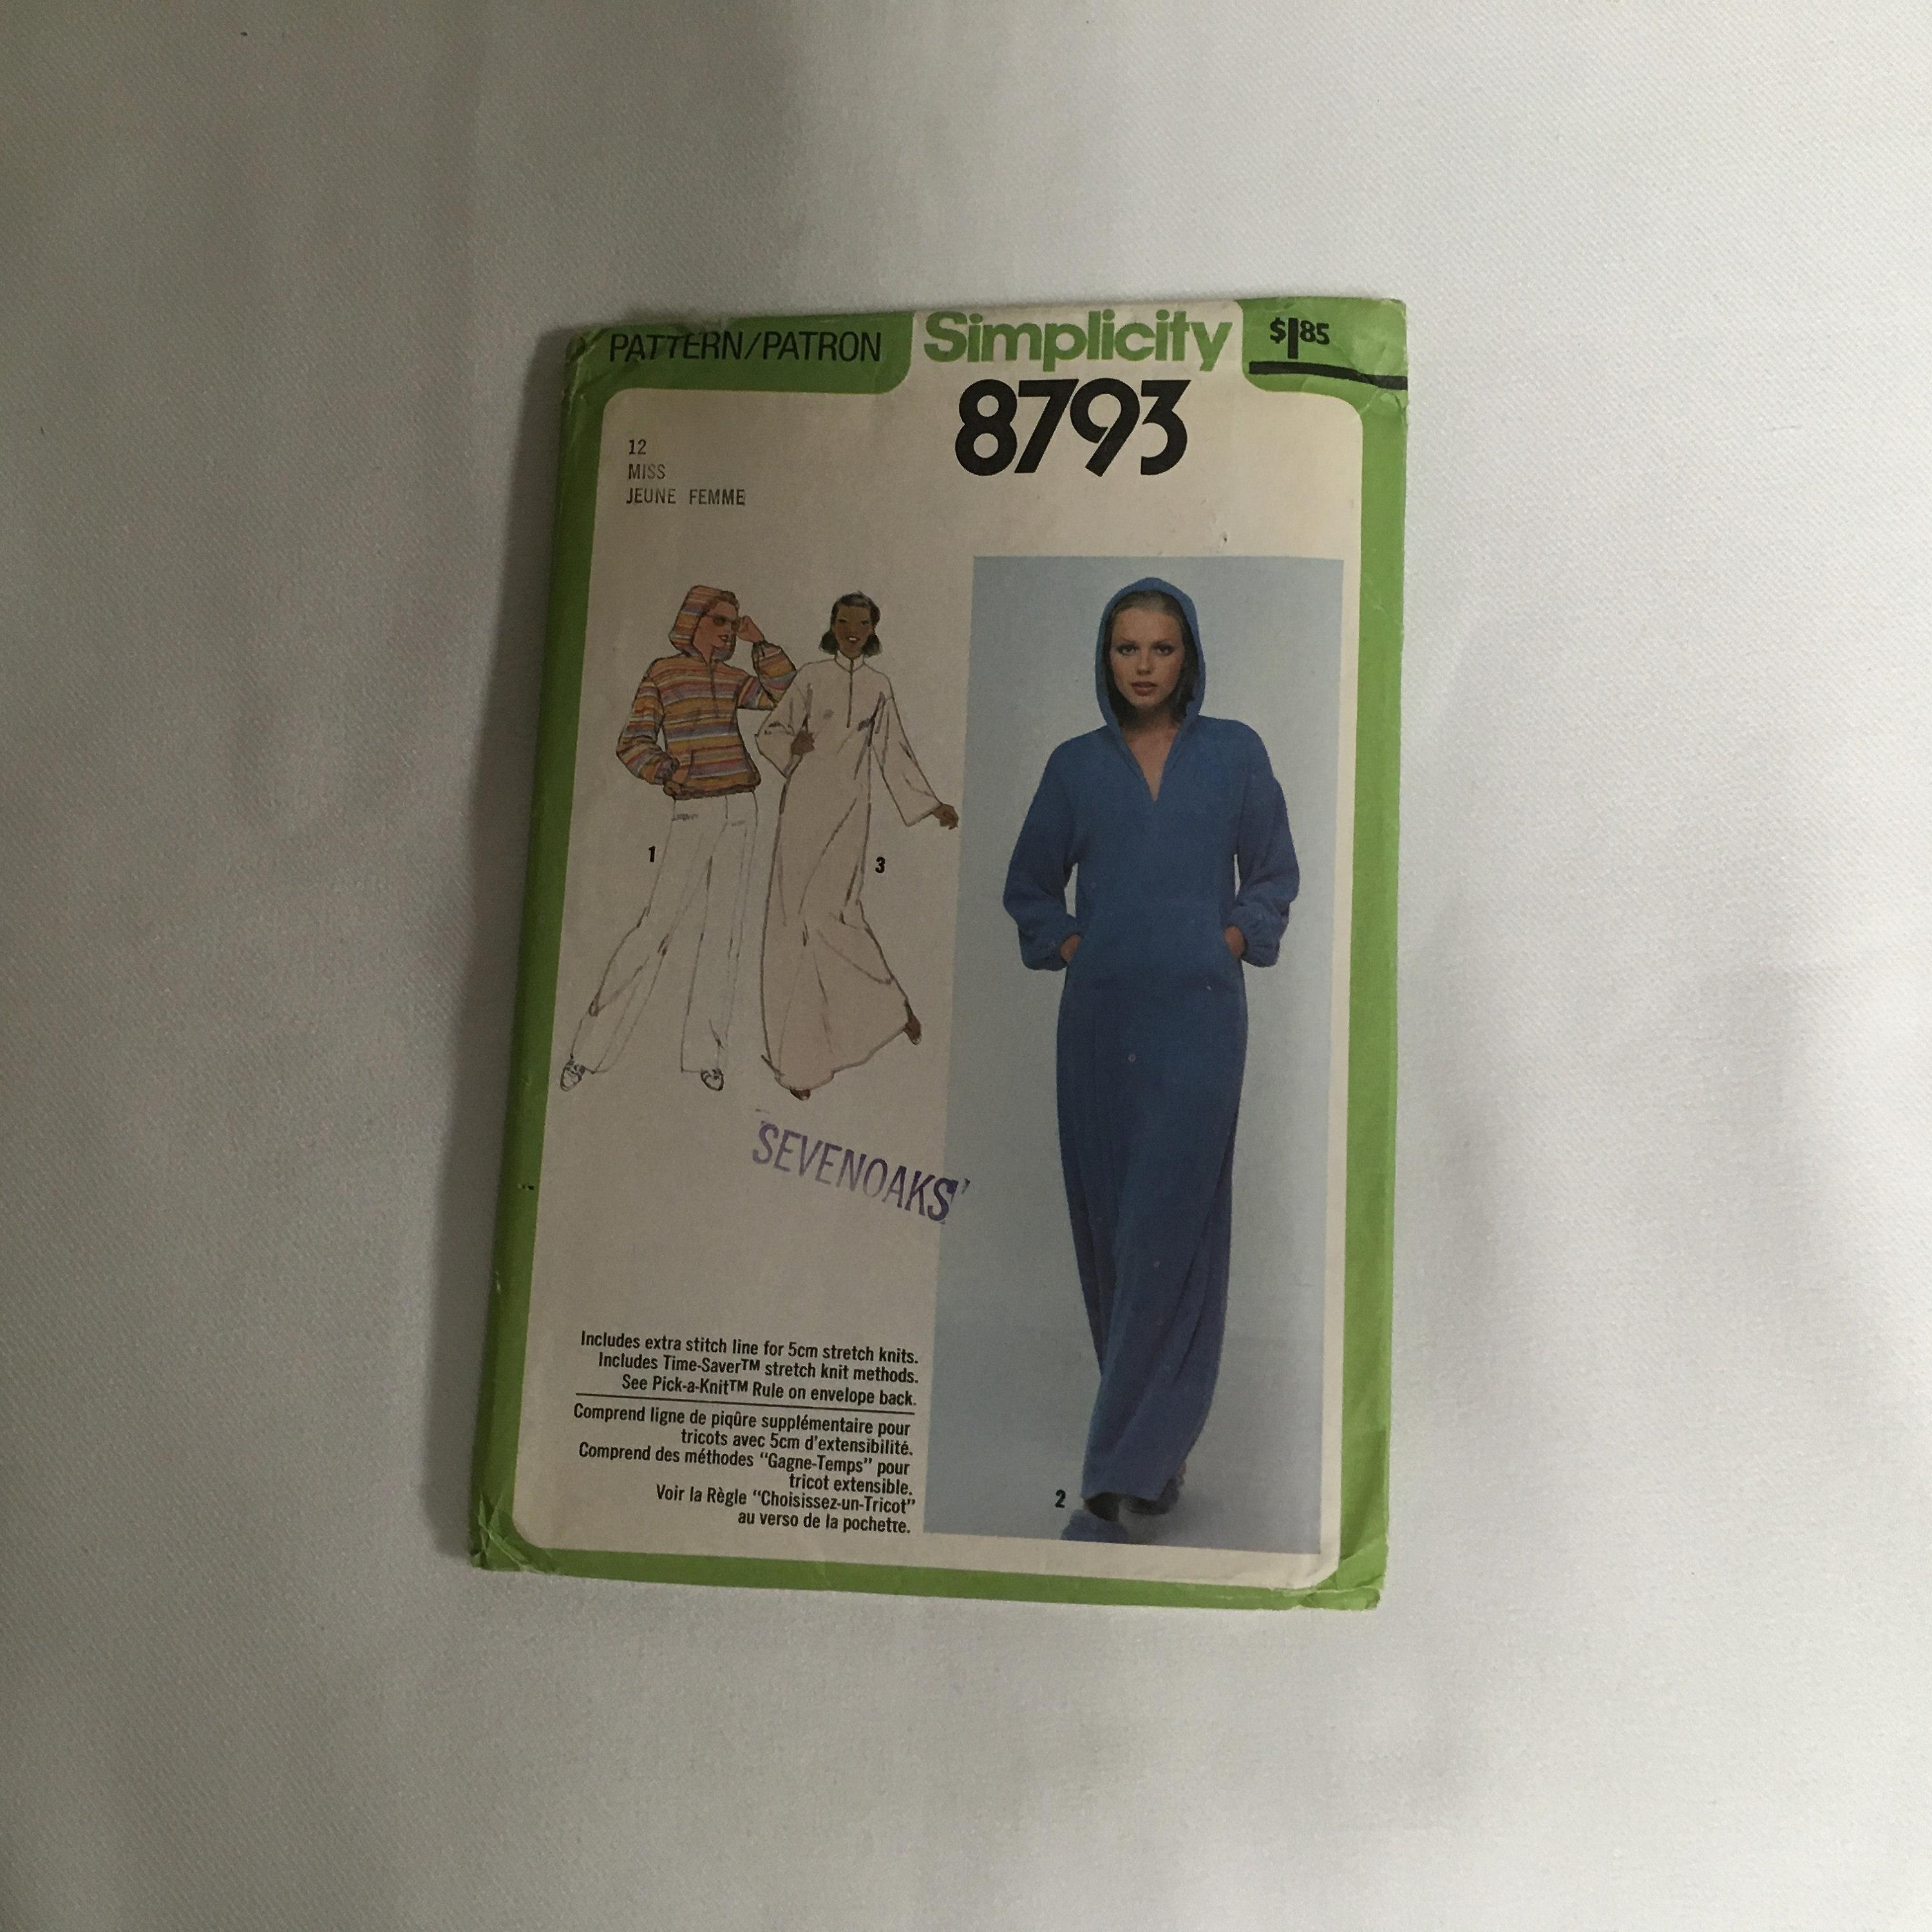 PATTERN/PATRON
Simplicity
$185
8793
12
MISS
JEUNE FEMME
1
3
SEVENOAKS
Includes extra stitch line for 5cm stretch knits.
Includes Time-Saver™ stretch knit methods.
See Pick-a-Knit™ Rule on envelope back.
Comprend ligne de piqûre supplémentaire pour
tricots avec 5cm d'extensibilité.
Comprend des méthodes "Gagne-Temps" pour
tricot extensible.
Voir la Règle "Choisissez-un-Tricot"
au verso de la pochette.
2